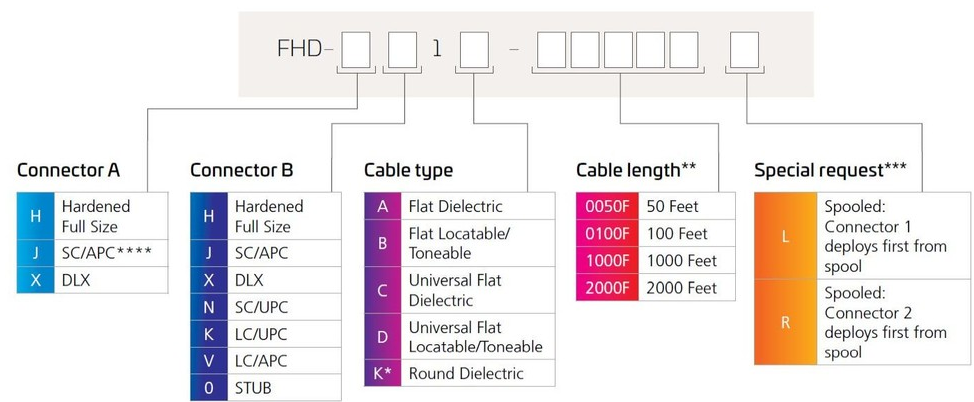 FHD- 1 -
Connector A
H Hardened
Full Size
J SC/APC****
X DLX
Connector B
H Hardened
Full Size
J SC/APC
X DLX
N SC/UPC
K LC/UPC
V LC/APC
0 STUB
Cable type
A Flat Dielectric
B Flat Locatable/
Toneable
C Universal Flat
Dielectric
D Universal Flat
Locatable/Toneable
K* Round Dielectric
Cable length**
0050F 50 Feet
0100F 100 Feet
1000F 1000 Feet
2000F 2000 Feet
Special request***
L Spooled:
Connector 1
deploys first from
spool
R Spooled:
Connector 2
deploys first from
spool